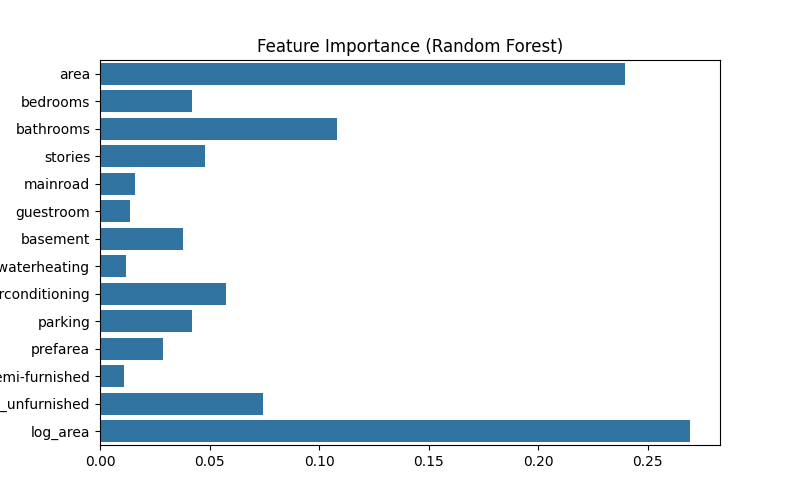 Feature Importance (Random Forest)
area
bedrooms
bathrooms
stories
mainroad
guestroom
basement
waterheating
rconditioning
parking
prefarea
emi-furnished
_unfurnished
log_area
0.00 0.05 0.10 0.15 0.20 0.25